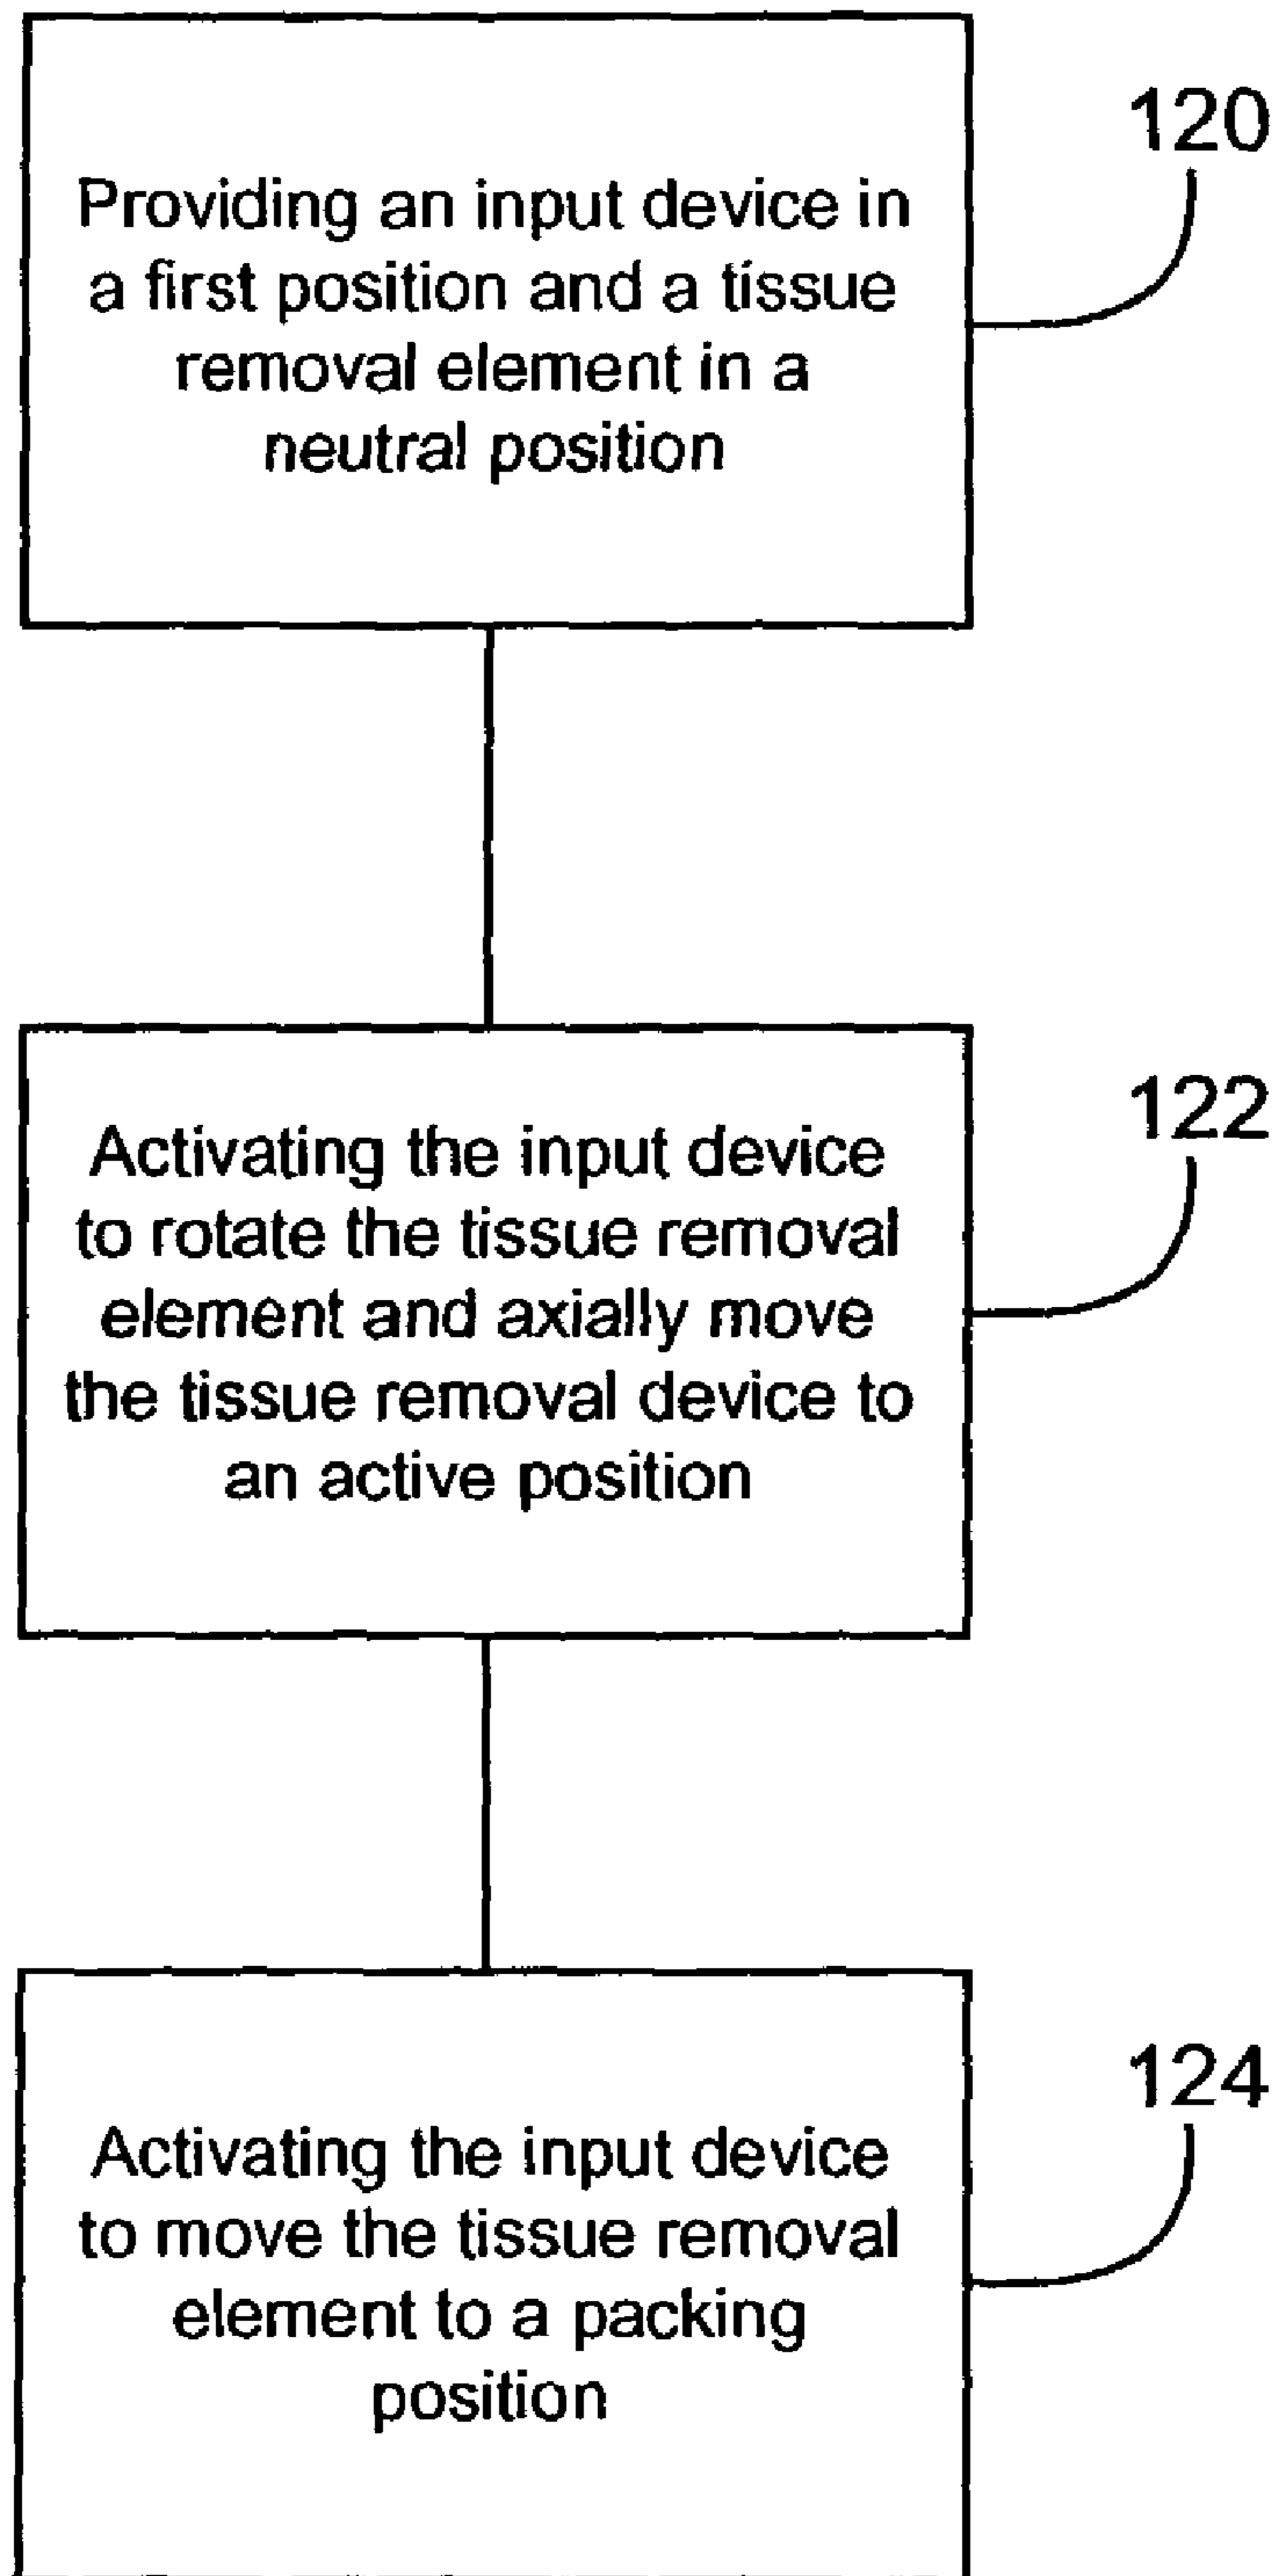 Providing an input device in
a first position and a tissue
removal element in a
neutral position
120
Activating the input device
to rotate the tissue removal
element and axially move
the tissue removal device to
an active position
122
Activating the input device
to move the tissue removal
element to a packing
position
124